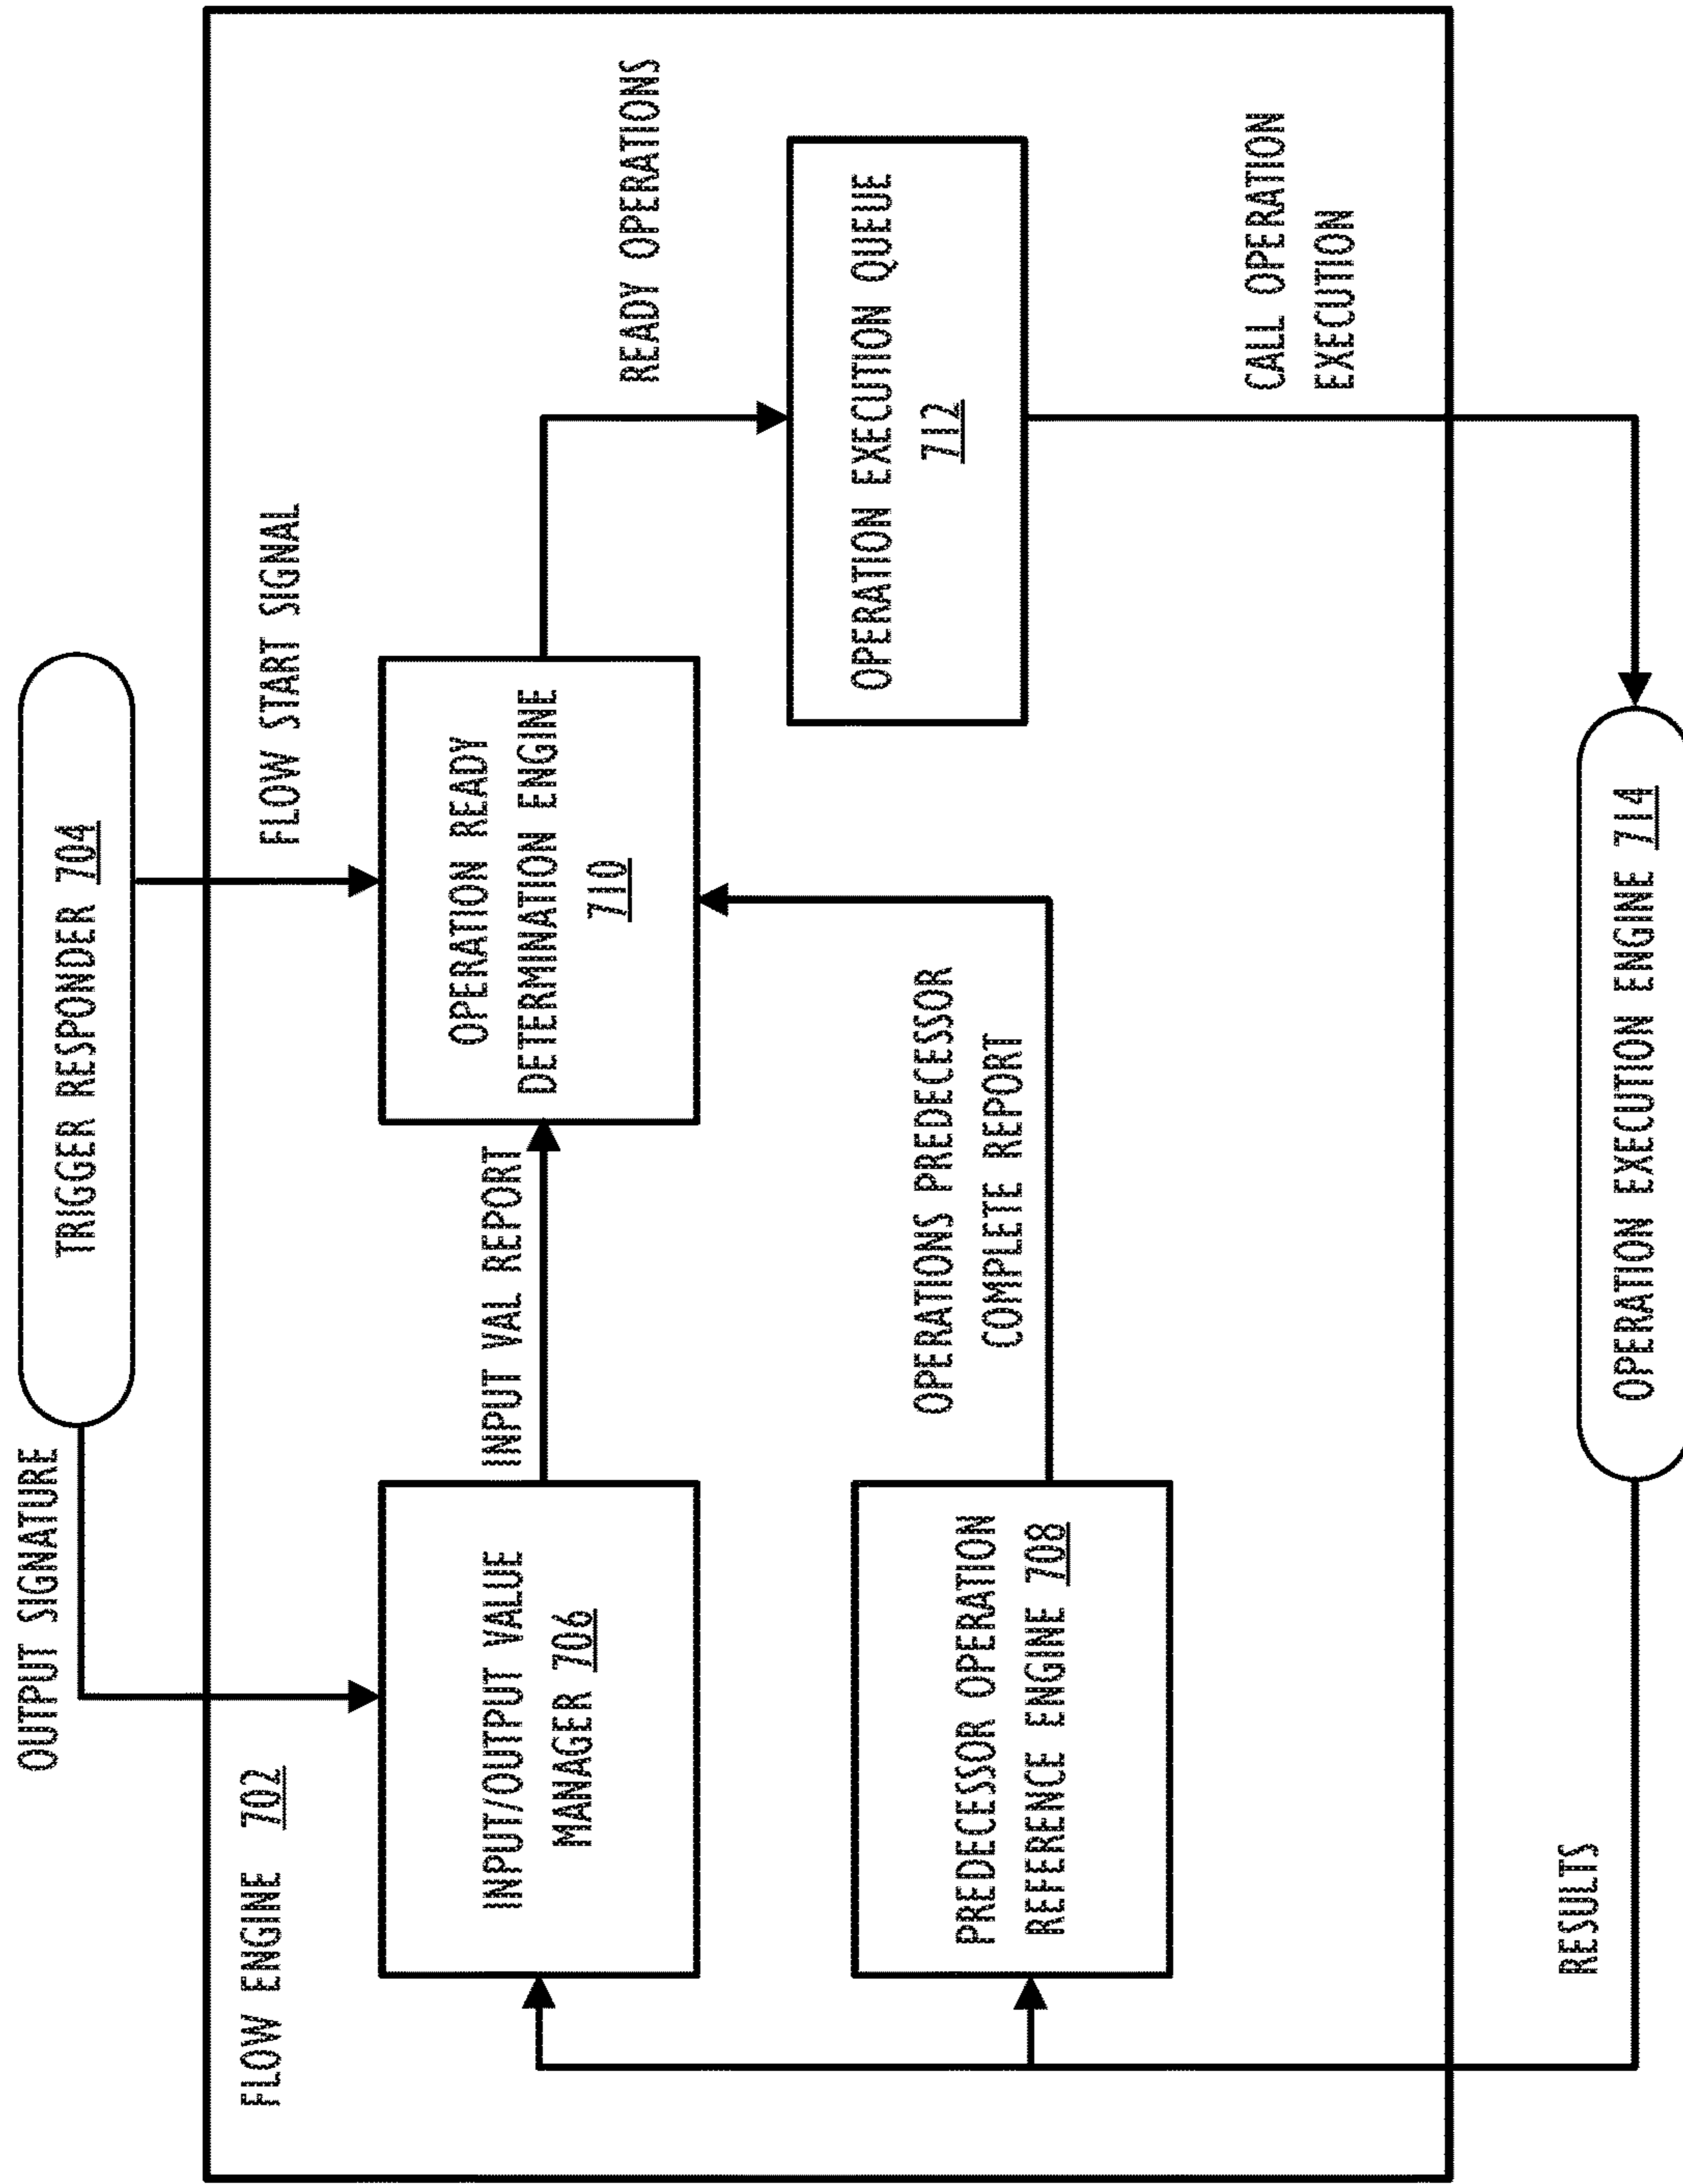 TRIGGER RESPONDER 704
OUTPUT SIGNATURE
FLOW ENGINE 702
FLOW START SIGNAL
INPUT/OUTPUT VALUE
MANAGER 706
INPUT VAL REPORT
OPERATION READY
DETERMINATION ENGINE
710
READY OPERATIONS
PREDECESSOR OPERATION
REFERENCE ENGINE 708
OPERATIONS PREDECESSOR
COMPLETE REPORT
OPERATION EXECUTION QUEUE
712
CALL OPERATION
EXECUTION
RESULTS
OPERATION EXECUTION ENGINE 714